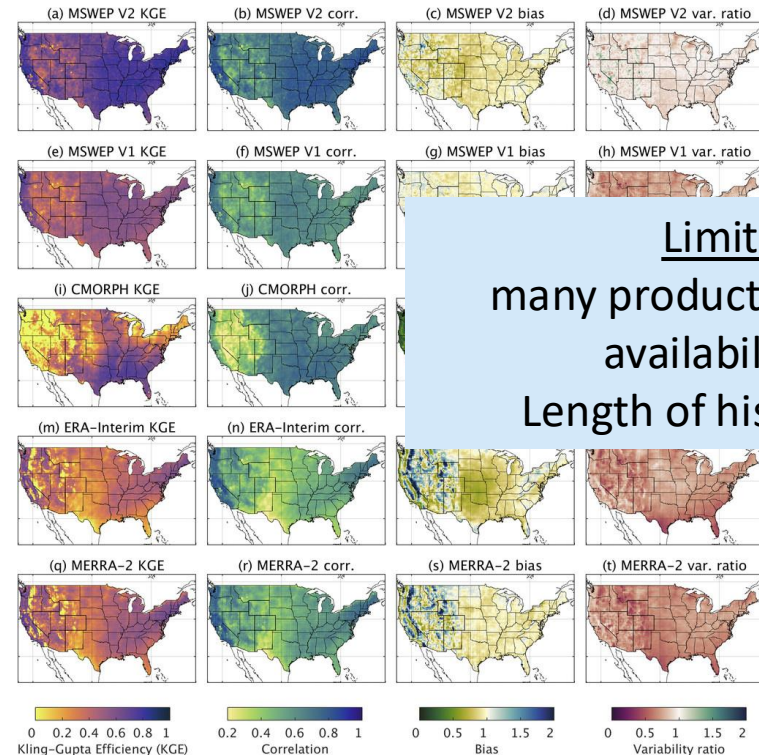 (a) MSWEP V2 KGE
(b) MSWEP V2 corr.
(c) MSWEP V2 bias
(d) MSWEP V2 var. ratio
(e) MSWEP V1 KGE
(f) MSWEP V1 corr.
(g) MSWEP V1 bias
(h) MSWEP V1 var. ratio
Limit
many product
availabil
Length of his
(i) CMORPH KGE
(j) CMORPH corr.
(m) ERA-Interim KGE
(n) ERA-Interim corr.
(q) MERRA-2 KGE
(r) MERRA-2 corr.
(s) MERRA-2 bias
(t) MERRA-2 var. ratio
0 0.2 0.4 0.6 0.8 1
Kling-Gupta Efficiency (KGE)
0.2 0.4 0.6 0.8 1
Correlation
0 0.5 1 1.5 2
Bias
0 0.5 1 1.5 2
Variability ratio